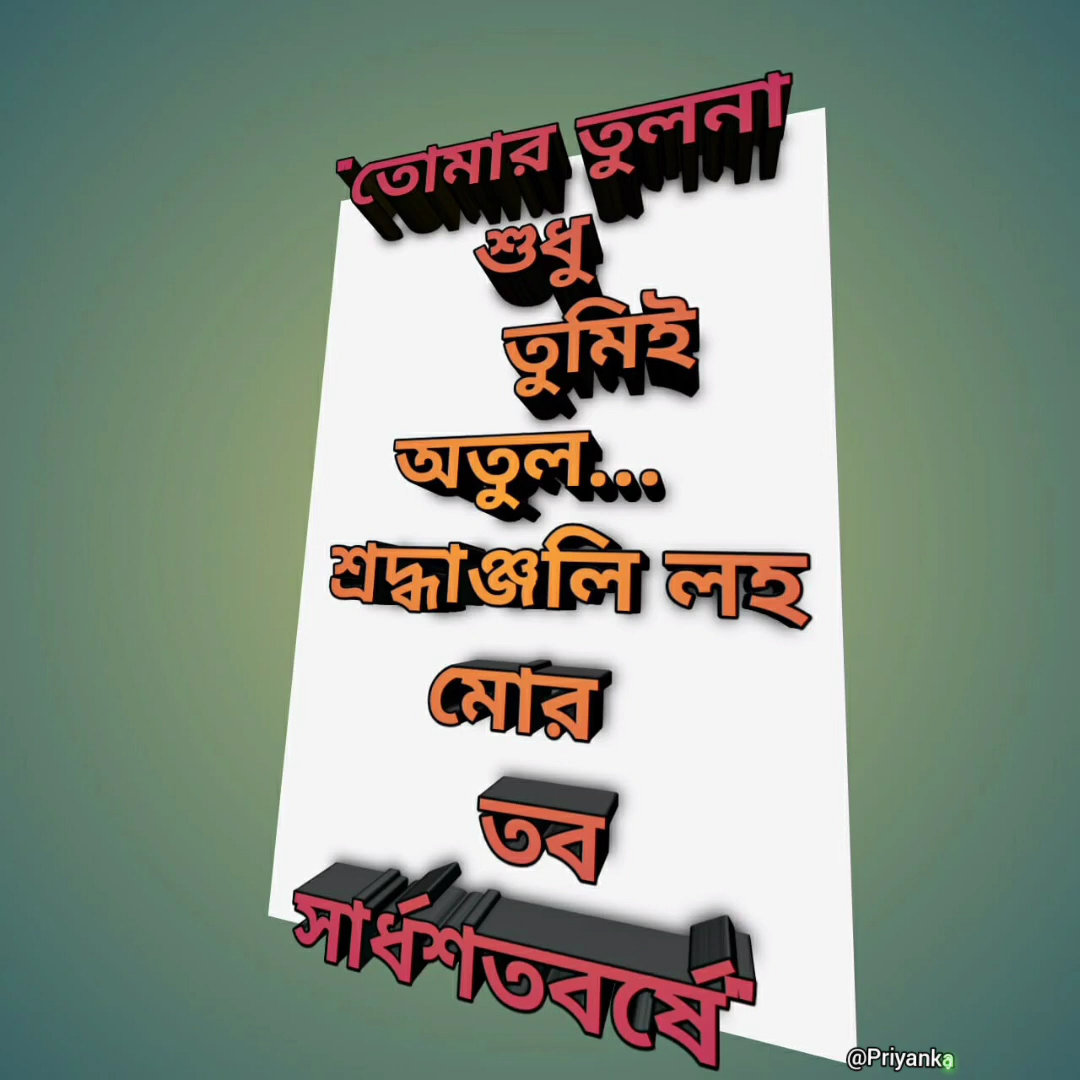 "তোমার তুলনা
শুধু
তুমিই
অতুল...
শ্রদ্ধাঞ্জলি লহ
মোর
তব
সার্ধশতবর্ষে"
@Priyanka